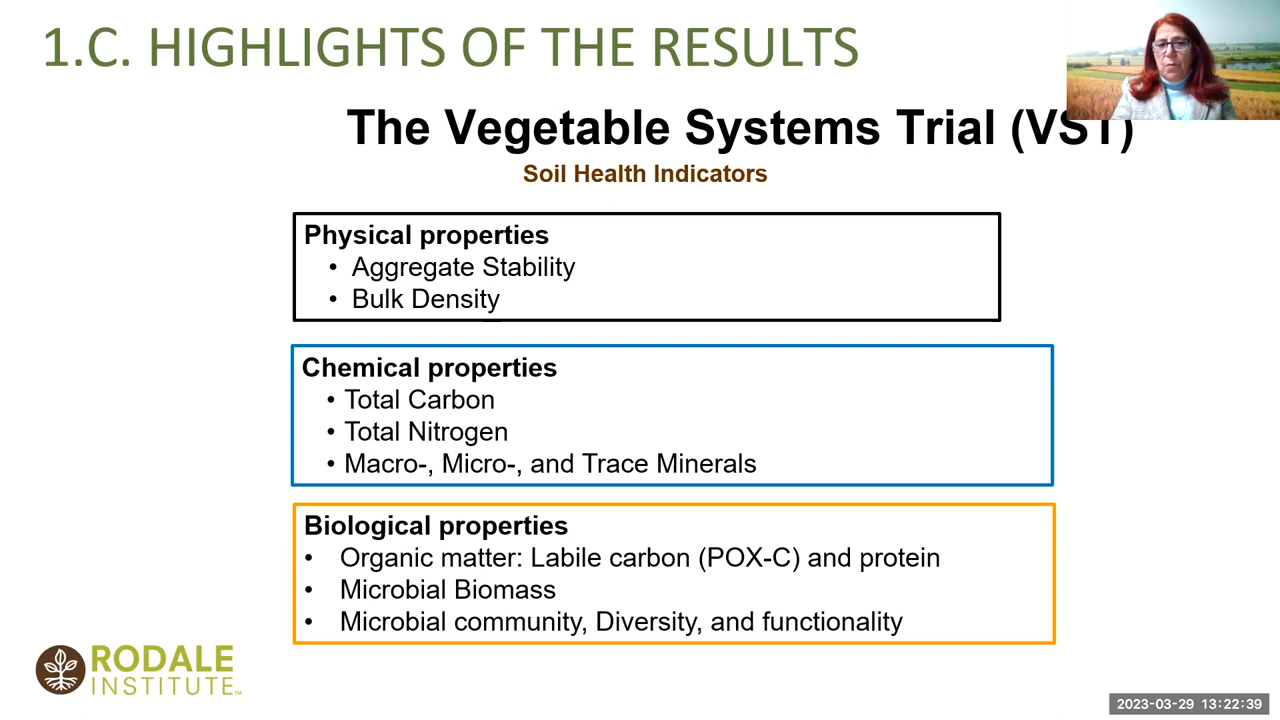 1.C. HIGHLIGHTS OF THE RESULTS
The Vegetable Systems Trial (VST)
Soil Health Indicators
Physical properties
• Aggregate Stability
• Bulk Density
Chemical properties
• Total Carbon
• Total Nitrogen
• Macro-, Micro-, and Trace Minerals
Biological properties
• Organic matter: Labile carbon (POX-C) and protein
• Microbial Biomass
• Microbial community, Diversity, and functionality
RODALE
INSTITUTE™
2023-03-29 13:22:39